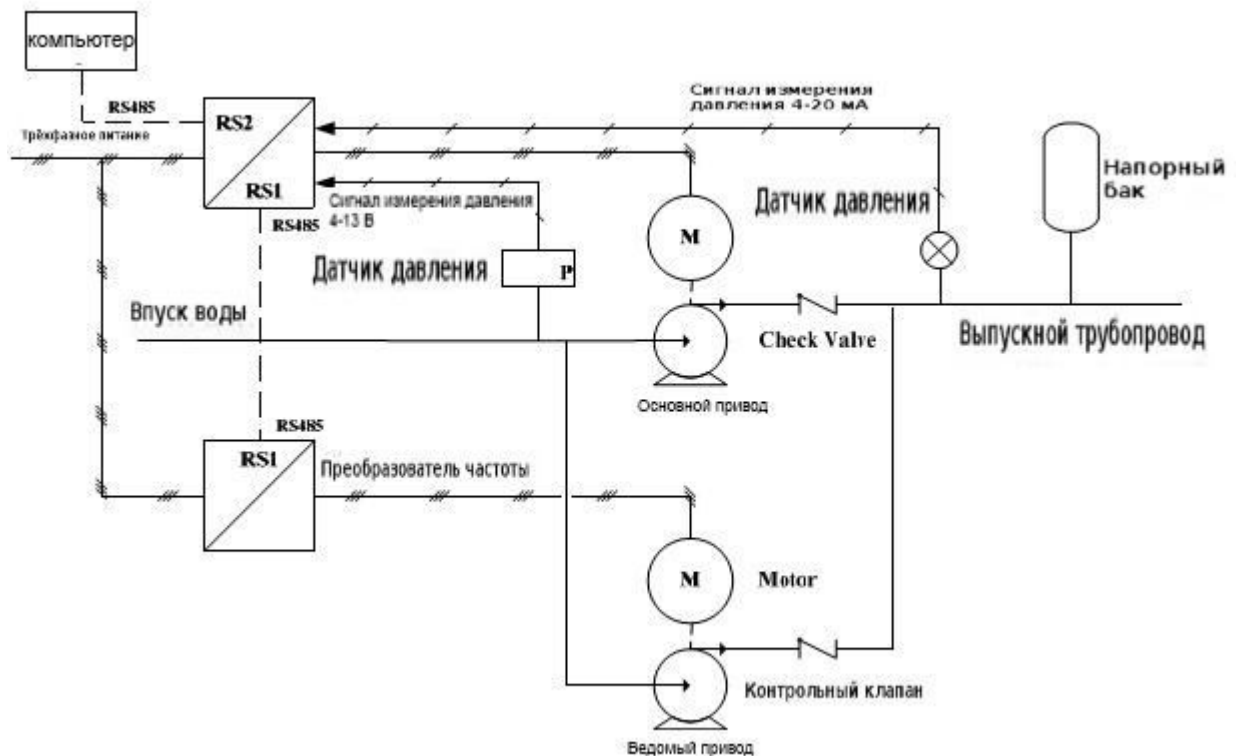 компьютер
RS485
Сигнал измерения
давления 4-20 мА
RS2
Трёхфазное питание
Напорный
бак
RS1
Сигнал измерения давления
4-13 В
Датчик давления
RS485
M
Датчик давления
P
Впуск воды
Check Valve
Выпускной трубопровод
Основной привод
RS485
RS1
Преобразователь частоты
M
Motor
Контрольный клапан
Ведомый привод